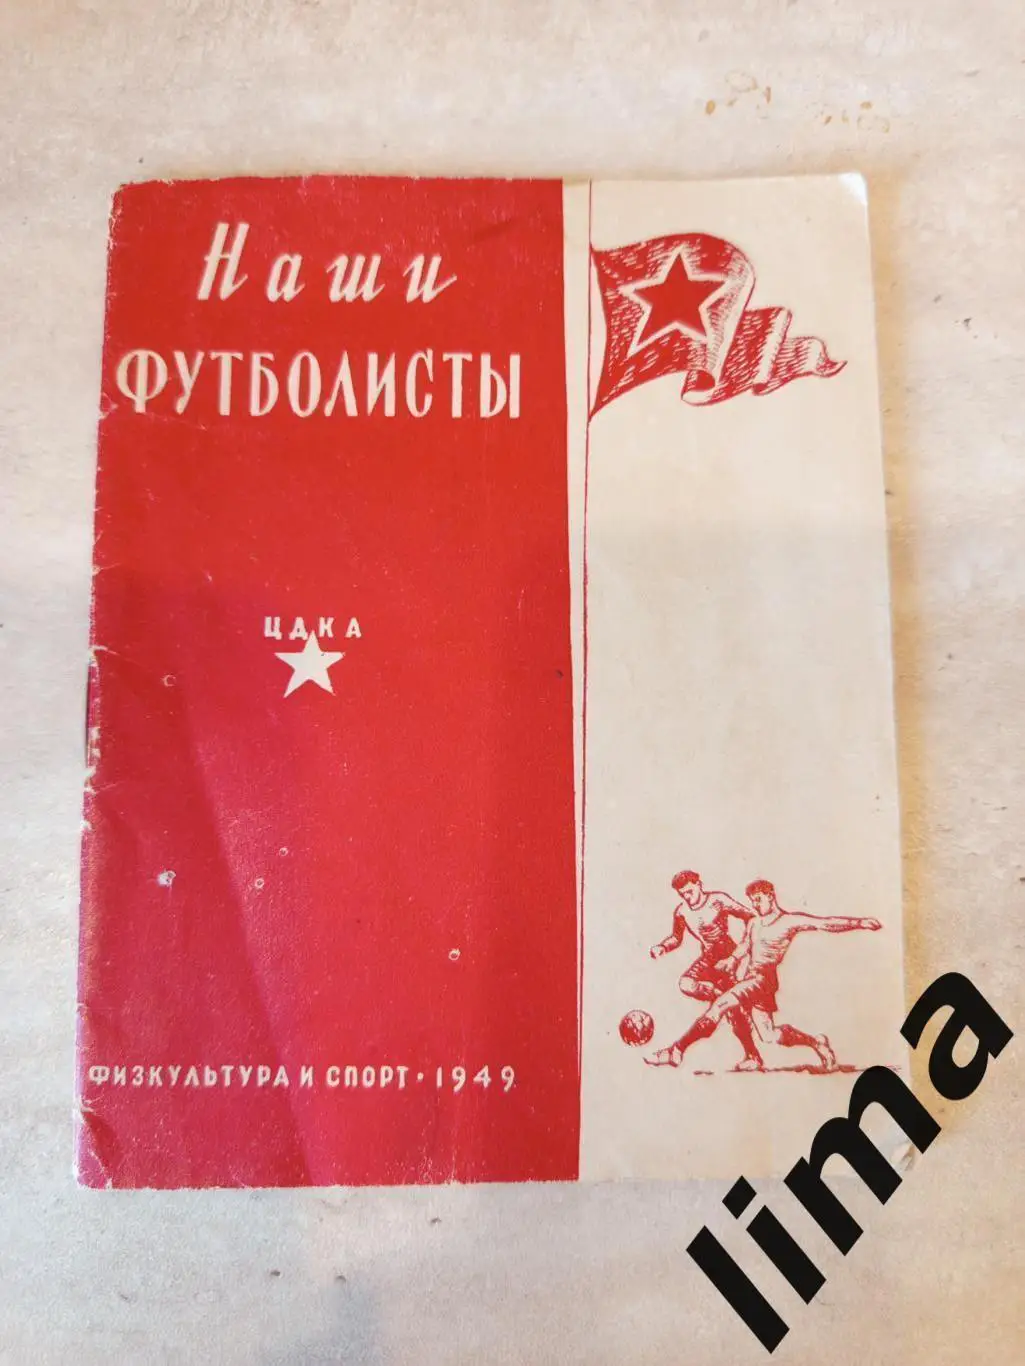 Наши
ФУТБОЛИСТЫ
ЦДКА
ФИЗКУЛЬТУРА И СПОРТ • 1949
lima